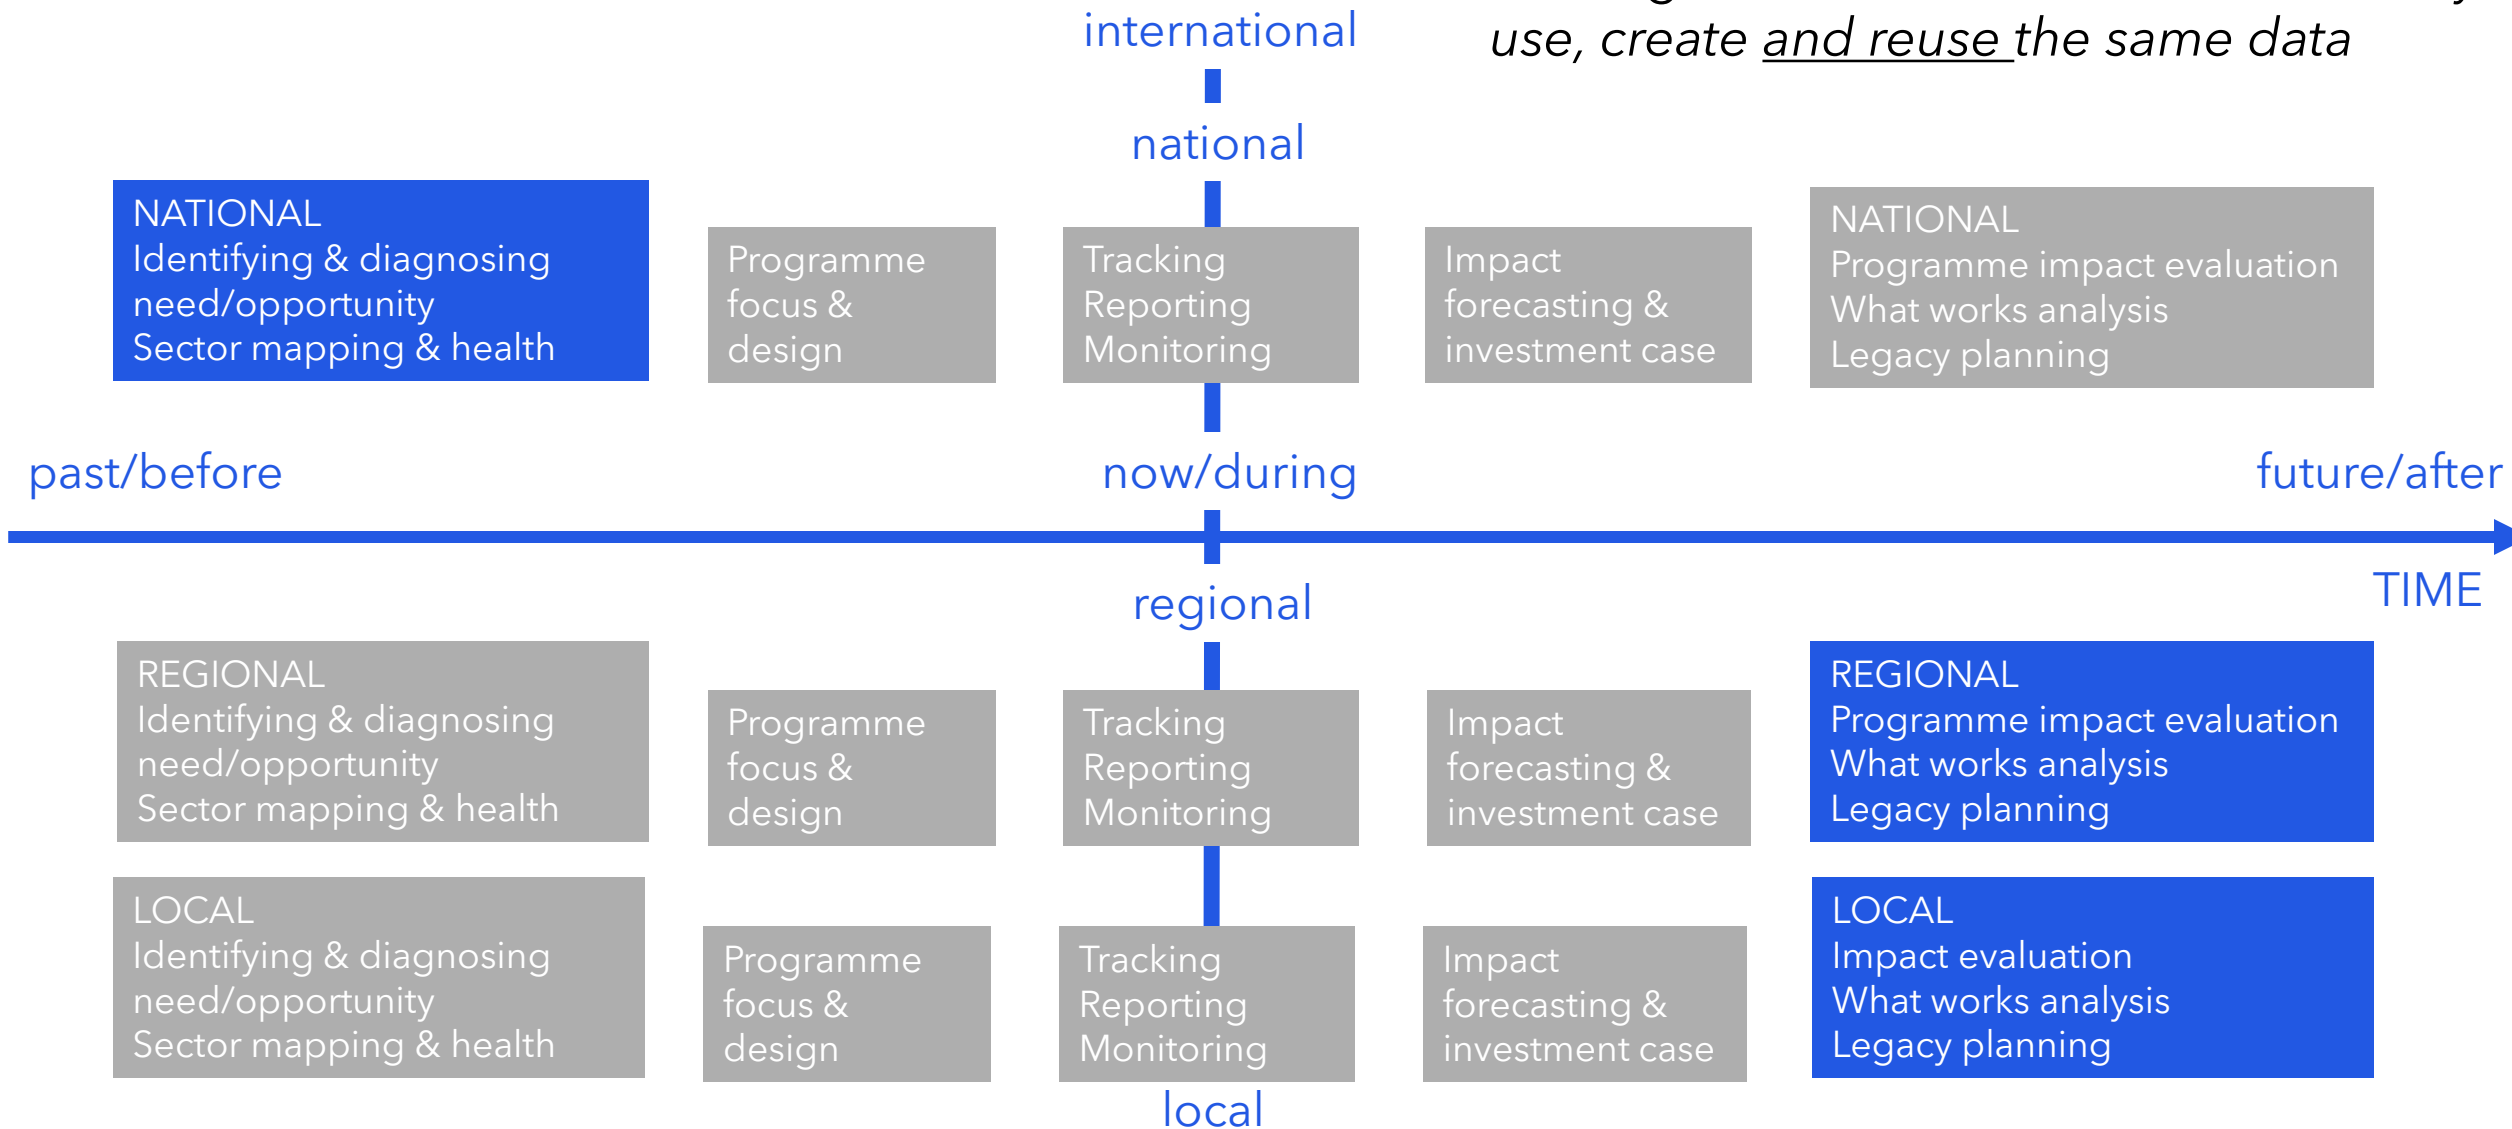 international
use, create and reuse the same data
national
NATIONAL
Identifying & diagnosing
need/opportunity
Sector mapping & health
Programme
focus &
design
Tracking
Reporting
Monitoring
Impact
forecasting &
investment case
NATIONAL
Programme impact evaluation
What works analysis
Legacy planning
past/before
now/during
future/after
TIME
regional
REGIONAL
Identifying & diagnosing
need/opportunity
Sector mapping & health
Programme
focus &
design
Tracking
Reporting
Monitoring
Impact
forecasting &
investment case
REGIONAL
Programme impact evaluation
What works analysis
Legacy planning
LOCAL
Identifying & diagnosing
need/opportunity
Sector mapping & health
Programme
focus &
design
Tracking
Reporting
Monitoring
Impact
forecasting &
investment case
LOCAL
Impact evaluation
What works analysis
Legacy planning
local